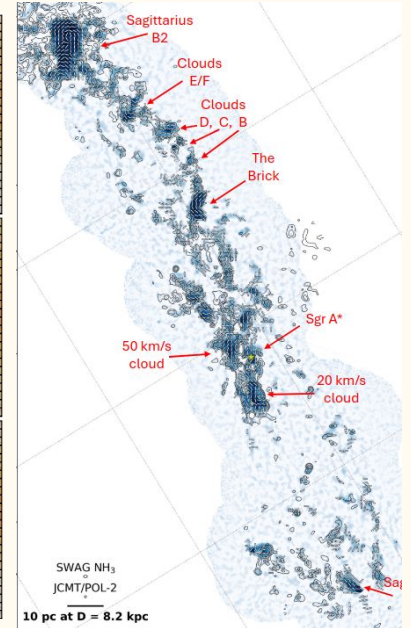 Sagittarius
B2
Clouds
E/F
Clouds
D, C, B
The
Brick
Sgr A*
50 km/s
cloud
20 km/s
cloud
Sag
SWAG NH₃
JCMT/POL-2
10 pc at D = 8.2 kpc